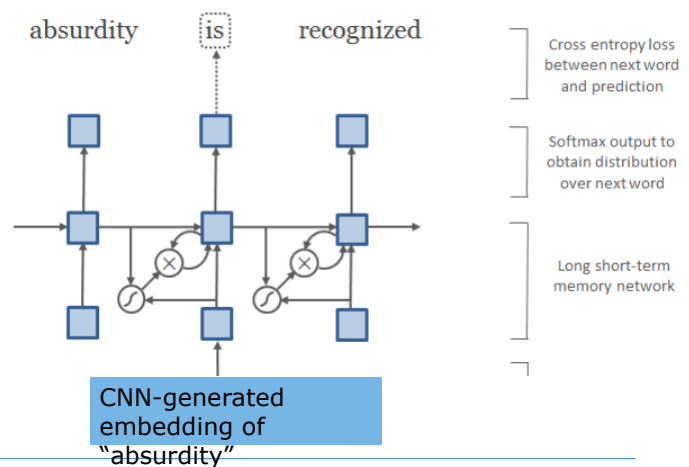 absurdity is recognized
Cross entropy loss
between next word
and prediction
Softmax output to
obtain distribution
over next word
Long short-term
memory network
CNN-generated
embedding of
“absurdity”